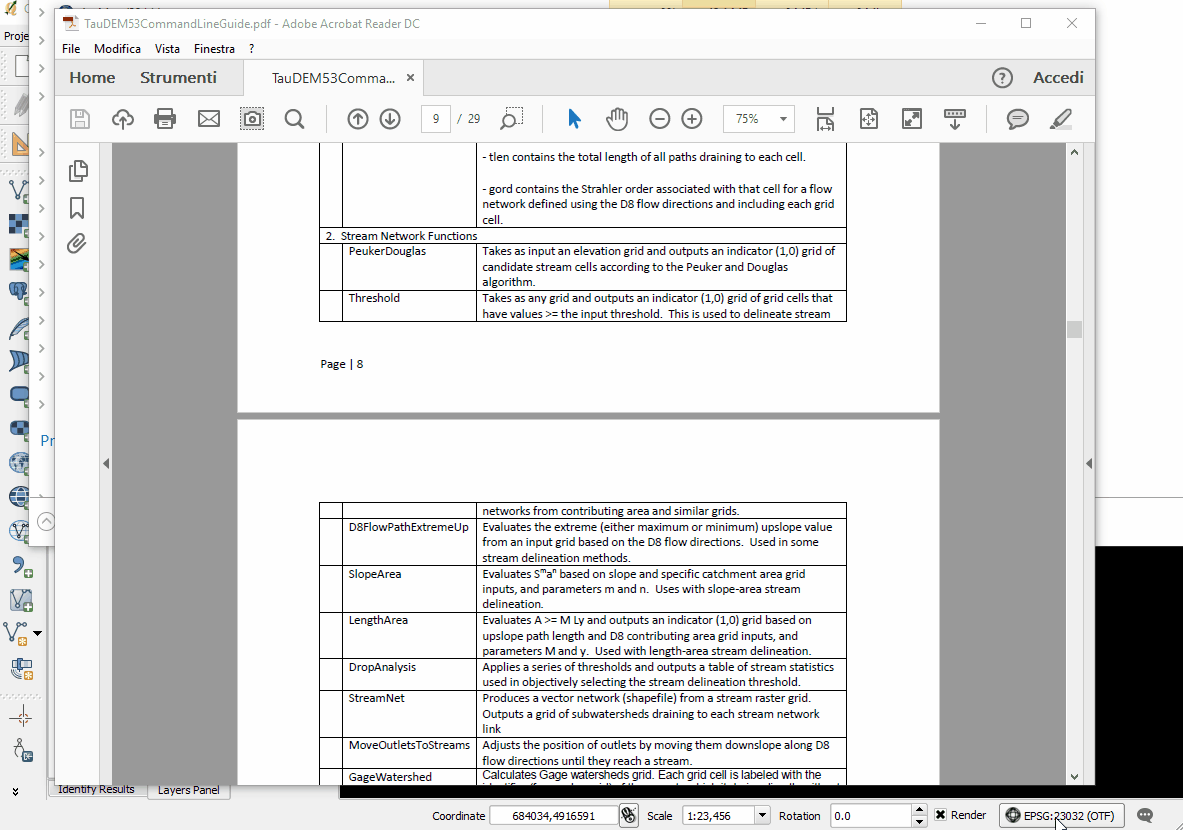 TauDEM53CommandLineGuide.pdf - Adobe Acrobat Reader DC
Proje
File Modifica Vista Finestra ?
Home Strumenti TauDEM53Comma... × Accedi
9 / 29 75%
- tlen contains the total length of all paths draining to each cell.
- gord contains the Strahler order associated with that cell for a flow
network defined using the D8 flow directions and including each grid
cell.
2. Stream Network Functions
PeukerDouglas Takes as input an elevation grid and outputs an indicator (1,0) grid of
candidate stream cells according to the Peuker and Douglas
algorithm.
Threshold Takes as any grid and outputs an indicator (1,0) grid of grid cells that
have values >= the input threshold. This is used to delineate stream
Page | 8
Pr
networks from contributing area and similar grids.
D8FlowPathExtremeUp Evaluates the extreme (either maximum or minimum) upslope value
from an input grid based on the D8 flow directions. Used in some
stream delineation methods.
SlopeArea Evaluates Sᵐaⁿ based on slope and specific catchment area grid
inputs, and parameters m and n. Uses with slope-area stream
delineation.
LengthArea Evaluates A >= M Ly and outputs an indicator (1,0) grid based on
upslope path length and D8 contributing area grid inputs, and
parameters M and y. Used with length-area stream delineation.
DropAnalysis Applies a series of thresholds and outputs a table of stream statistics
used in objectively selecting the stream delineation threshold.
StreamNet Produces a vector network (shapefile) from a stream raster grid.
Outputs a grid of subwatersheds draining to each stream network
link
MoveOutletsToStreams Adjusts the position of outlets by moving them downslope along D8
flow directions until they reach a stream.
GageWatershed Calculates Gage watersheds grid. Each grid cell is labeled with the
Identify Results Layers Panel
Coordinate 684034,4916591 Scale 1:23,456 Rotation 0.0 Render EPSG:23032 (OTF)